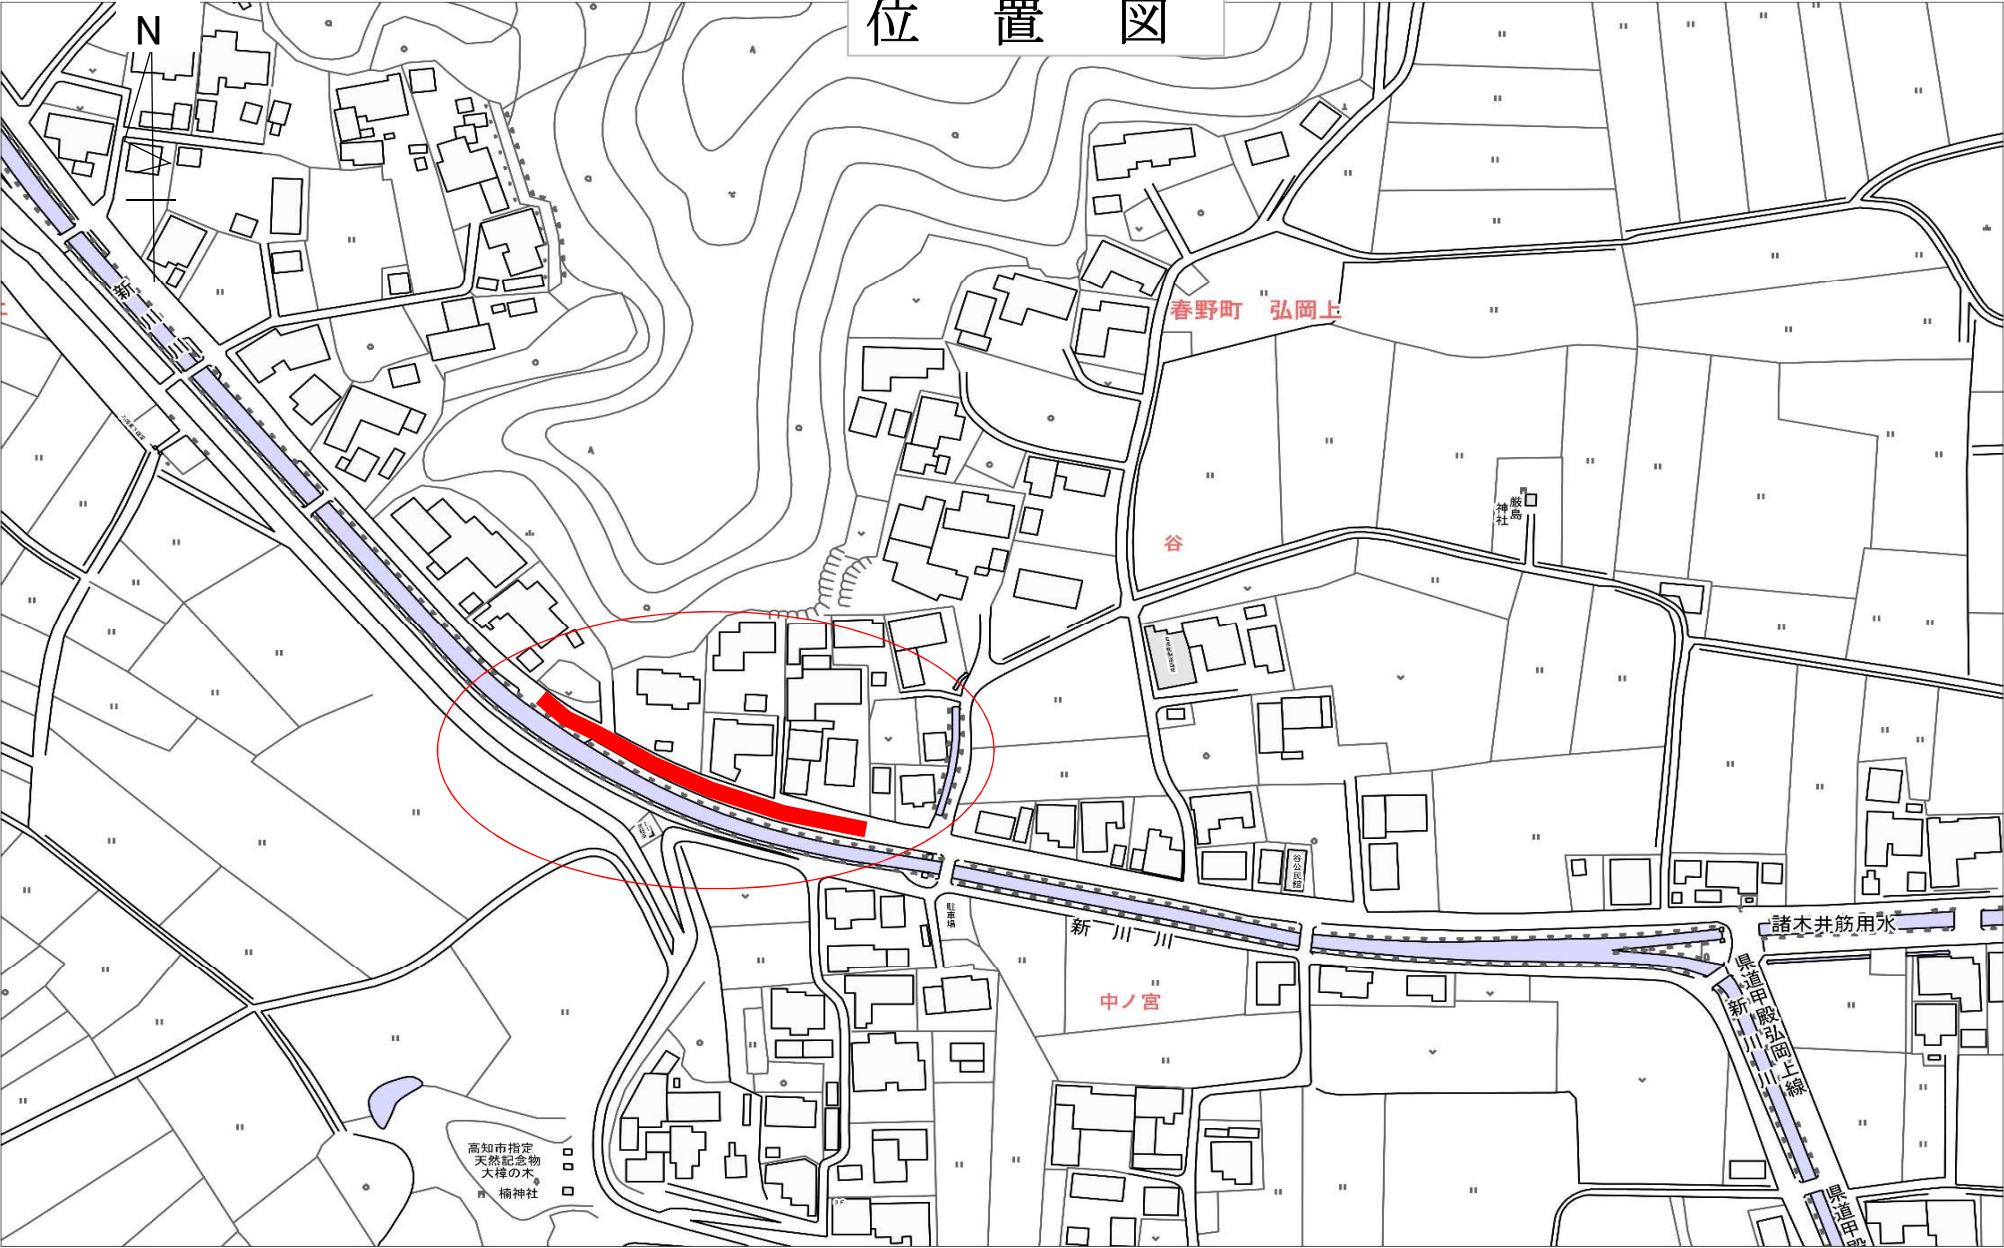 位置図
N
新川川
春野町 弘岡上
厳島
神社
谷
谷公民館
駐車場
新川川
諸木井筋用水
県道甲殿弘岡上線
新川川
中ノ宮
高知市指定
天然記念物
大樟の木
楠神社
県道甲殿